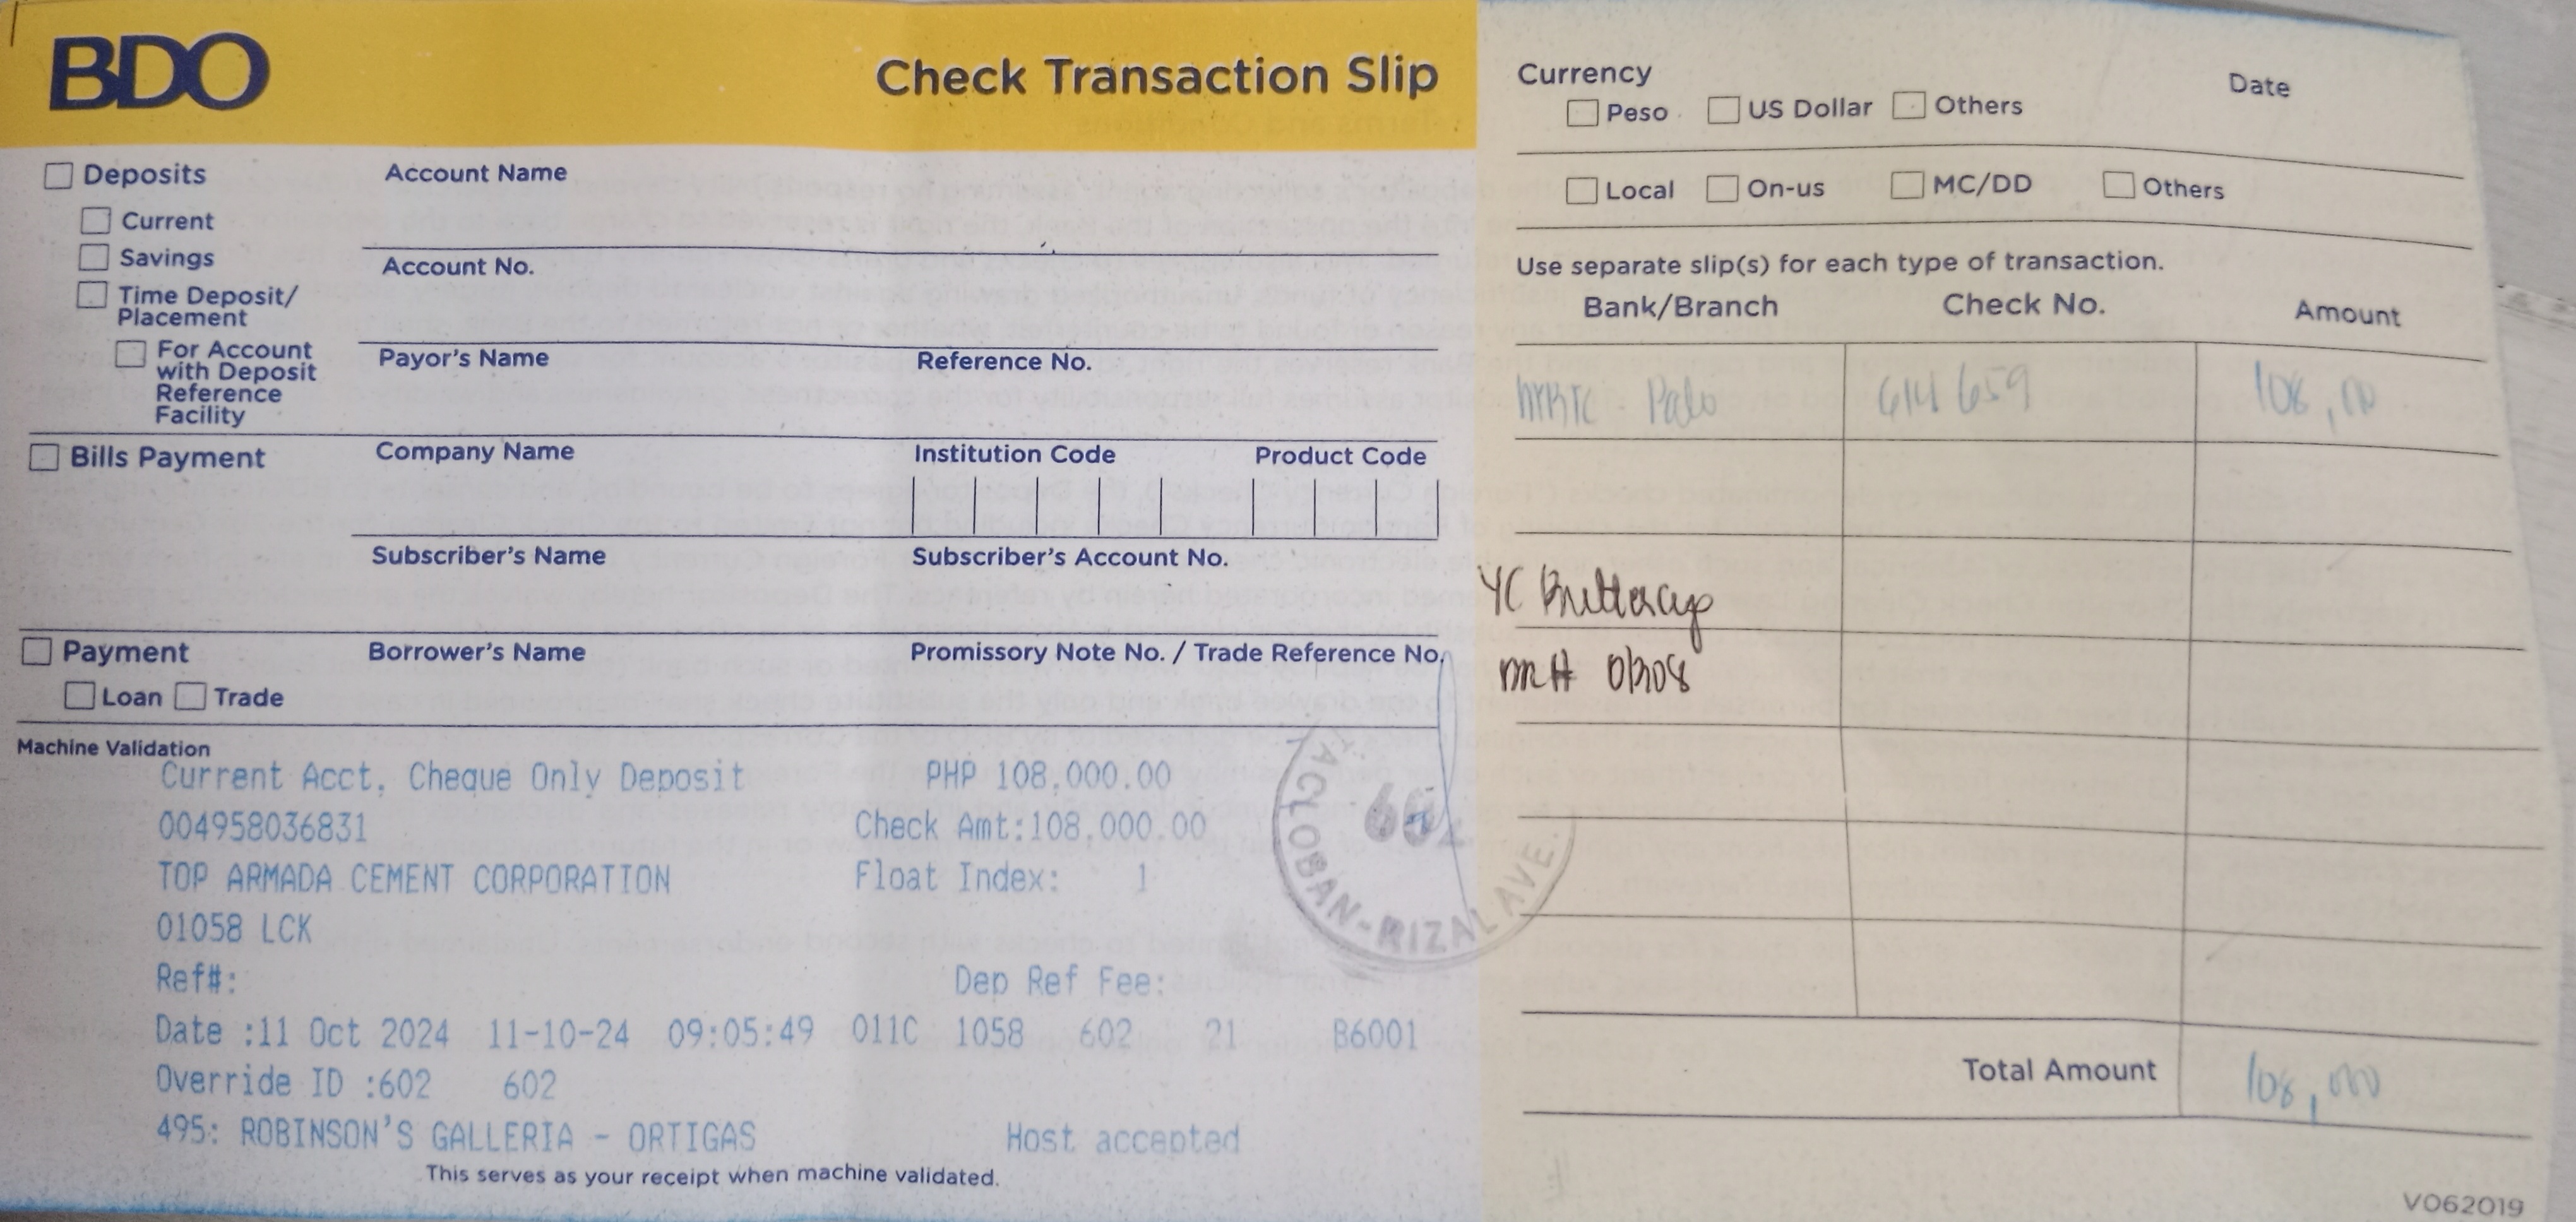 BDO
Check Transaction Slip
Deposits
Current
Savings
Time Deposit/
Placement
For Account
with Deposit
Reference
Facility
Account Name
Account No.
Payor's Name Reference No.
Bills Payment
Company Name Institution Code Product Code
Subscriber's Name Subscriber's Account No.
Payment
Loan Trade
Borrower's Name Promissory Note No. / Trade Reference No.
Machine Validation
Current Acct. Cheque Only Deposit PHP 108,000.00
004958036831 Check Amt:108,000.00
TOP ARMADA CEMENT CORPORATION Float Index: 1
01058 LCK
Ref#: Dep Ref Fee:
Date :11 Oct 2024 11-10-24 09:05:49 011C 1058 602 21 B6001
Override ID :602 602
495: ROBINSON'S GALLERIA - ORTIGAS Host accepted
This serves as your receipt when machine validated.
TACLOBAN-RIZAL AVE.
602
Currency Date
Peso US Dollar Others
Local On-us MC/DD Others
Use separate slip(s) for each type of transaction.
Bank/Branch Check No. Amount
MBTC - Palo 614659
YC Buttercup
Total Amount 108,000
V062019